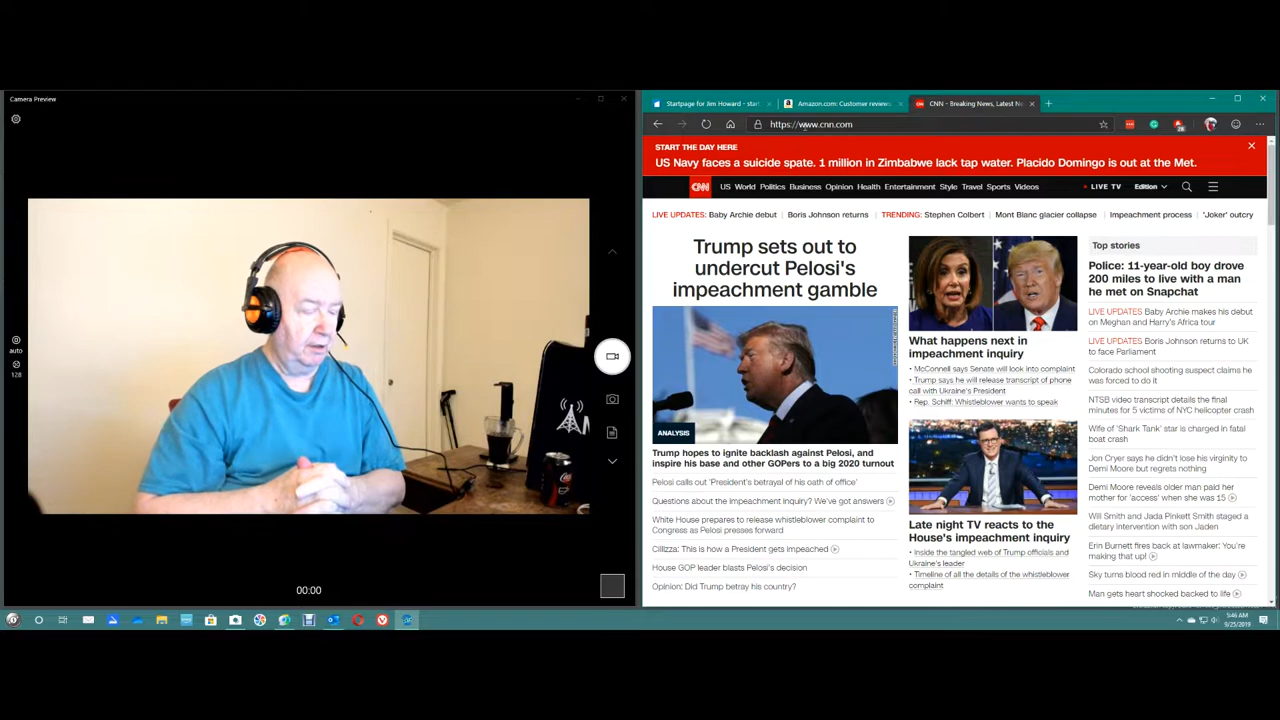 Camera Preview
auto
128
00:00
Startpage for Jim Howard - star
Amazon.com: Customer reviews
CNN - Breaking News, Latest Ne
https://www.cnn.com
28
START THE DAY HERE
US Navy faces a suicide spate. 1 million in Zimbabwe lack tap water. Placido Domingo is out at the Met.
CNN US World Politics Business Opinion Health Entertainment Style Travel Sports Videos LIVE TV Edition
LIVE UPDATES: Baby Archie debut Boris Johnson returns TRENDING: Stephen Colbert Mont Blanc glacier collapse Impeachment process 'Joker' outcry
Trump sets out to
undercut Pelosi's
impeachment gamble
ANALYSIS
Trump hopes to ignite backlash against Pelosi, and
inspire his base and other GOPers to a big 2020 turnout
Pelosi calls out 'President's betrayal of his oath of office'
Questions about the impeachment inquiry? We've got answers
White House prepares to release whistleblower complaint to
Congress as Pelosi presses forward
Cillizza: This is how a President gets impeached
House GOP leader blasts Pelosi's decision
Opinion: Did Trump betray his country?
What happens next in
impeachment inquiry
• McConnell says Senate will look into complaint
• Trump says he will release transcript of phone
call with Ukraine's President
• Rep. Schiff: Whistleblower wants to speak
Late night TV reacts to the
House's impeachment inquiry
• Inside the tangled web of Trump officials and
Ukraine's leader
• Timeline of all the details of the whistleblower
complaint
Top stories
Police: 11-year-old boy drove
200 miles to live with a man
he met on Snapchat
LIVE UPDATES Baby Archie makes his debut
on Meghan and Harry's Africa tour
LIVE UPDATES Boris Johnson returns to UK
to face Parliament
Colorado school shooting suspect claims he
was forced to do it
NTSB video transcript details the final
minutes for 5 victims of NYC helicopter crash
Wife of 'Shark Tank' star is charged in fatal
boat crash
Jon Cryer says he didn't lose his virginity to
Demi Moore but regrets nothing
Demi Moore reveals older man paid her
mother for 'access' when she was 15
Will Smith and Jada Pinkett Smith staged a
dietary intervention with son Jaden
Erin Burnett fires back at lawmaker: You're
making that up!
Sky turns blood red in middle of the day
Man gets heart shocked backed to life
5:46 AM
9/25/2019